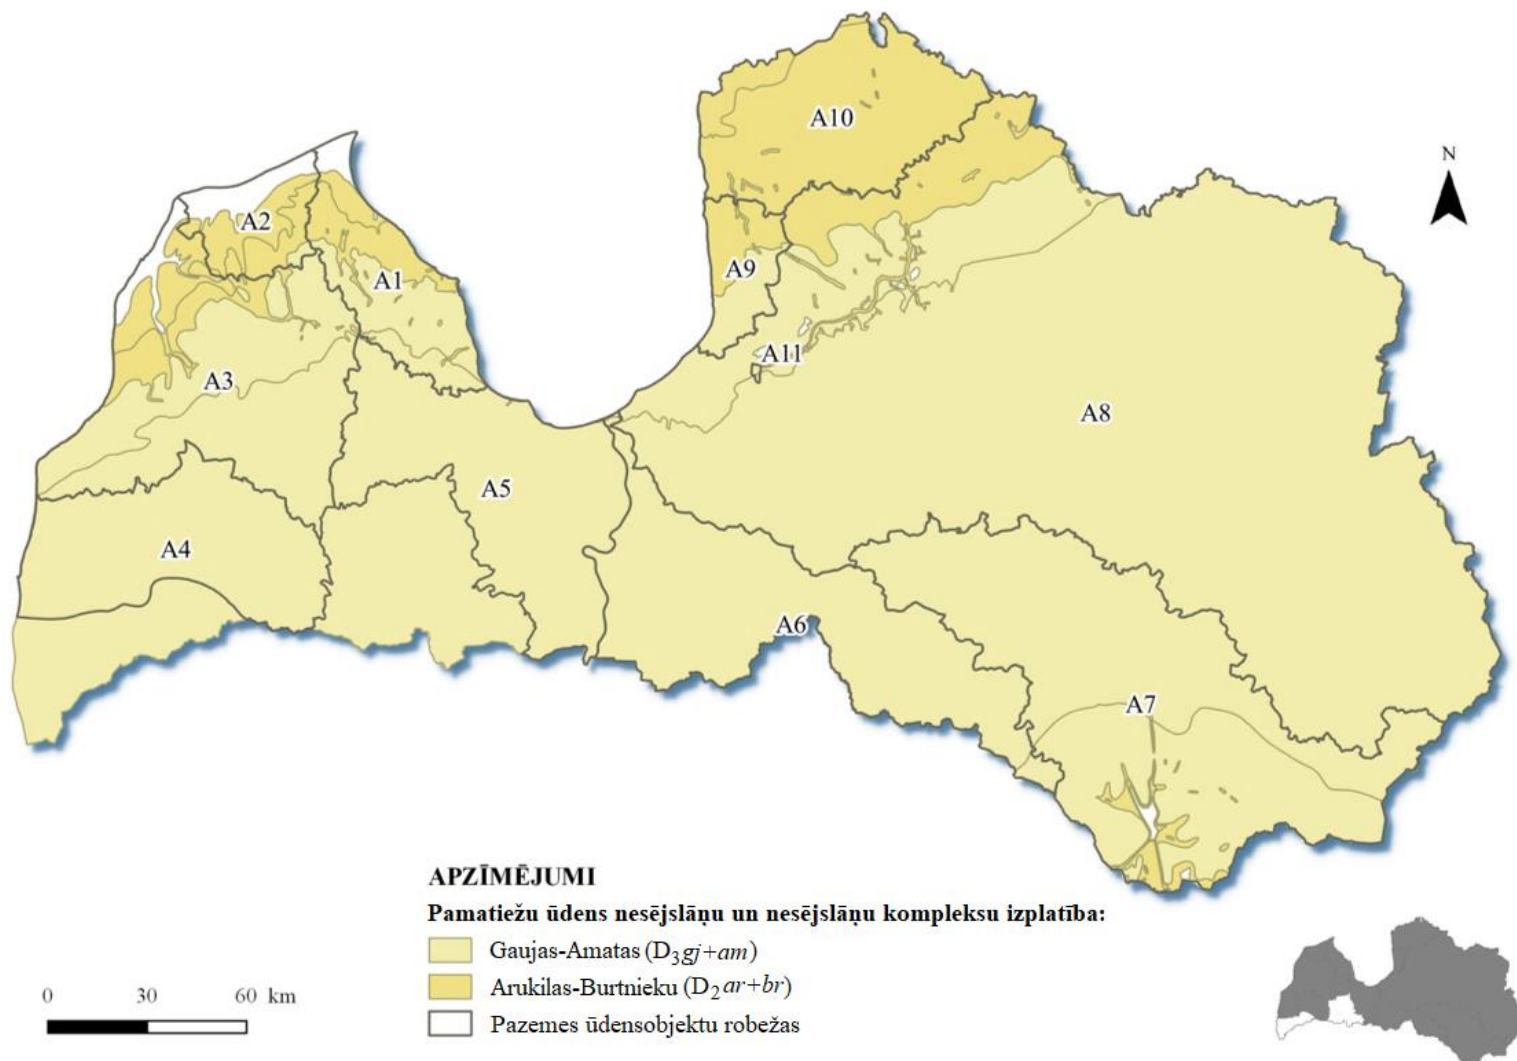 A10
N
A2
A9
A1
A11
A3
A8
A5
A4
A6
A7
APZĪMĒJUMI
Pamatiežu ūdens nesējslāņu un nesējslāņu kompleksu izplatība:
Gaujas-Amatas (D₃gj+am)
Arukilas-Burtnieku (D₂ar+br)
Pazemes ūdensobjektu robežas
0 30 60 km